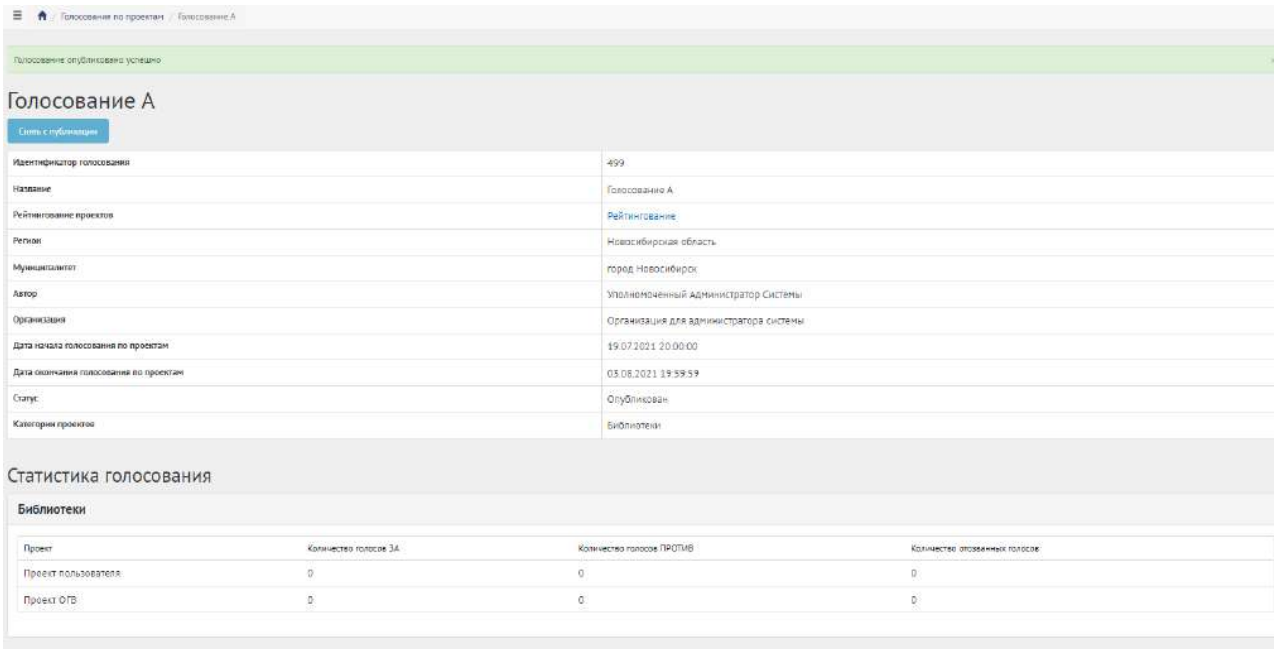 Голосования по проектам / Голосование А
Голосование опубликовано успешно
Голосование А
Снять с публикации
Идентификатор голосования 499
Название Голосование А
Рейтингование проектов Рейтингование
Регион Новосибирская область
Муниципалитет город Новосибирск
Автор Уполномоченный Администратор Системы
Организация Организация для администратора системы
Дата начала голосования по проектам 19.07.2021 20:00:00
Дата окончания голосования по проектам 03.08.2021 19:59:59
Статус Опубликован
Категории проектов Библиотеки
Статистика голосования
Библиотеки
Проект Количество голосов ЗА Количество голосов ПРОТИВ Количество отозванных голосов
Проект пользователя 0 0 0
Проект ОГВ 0 0 0